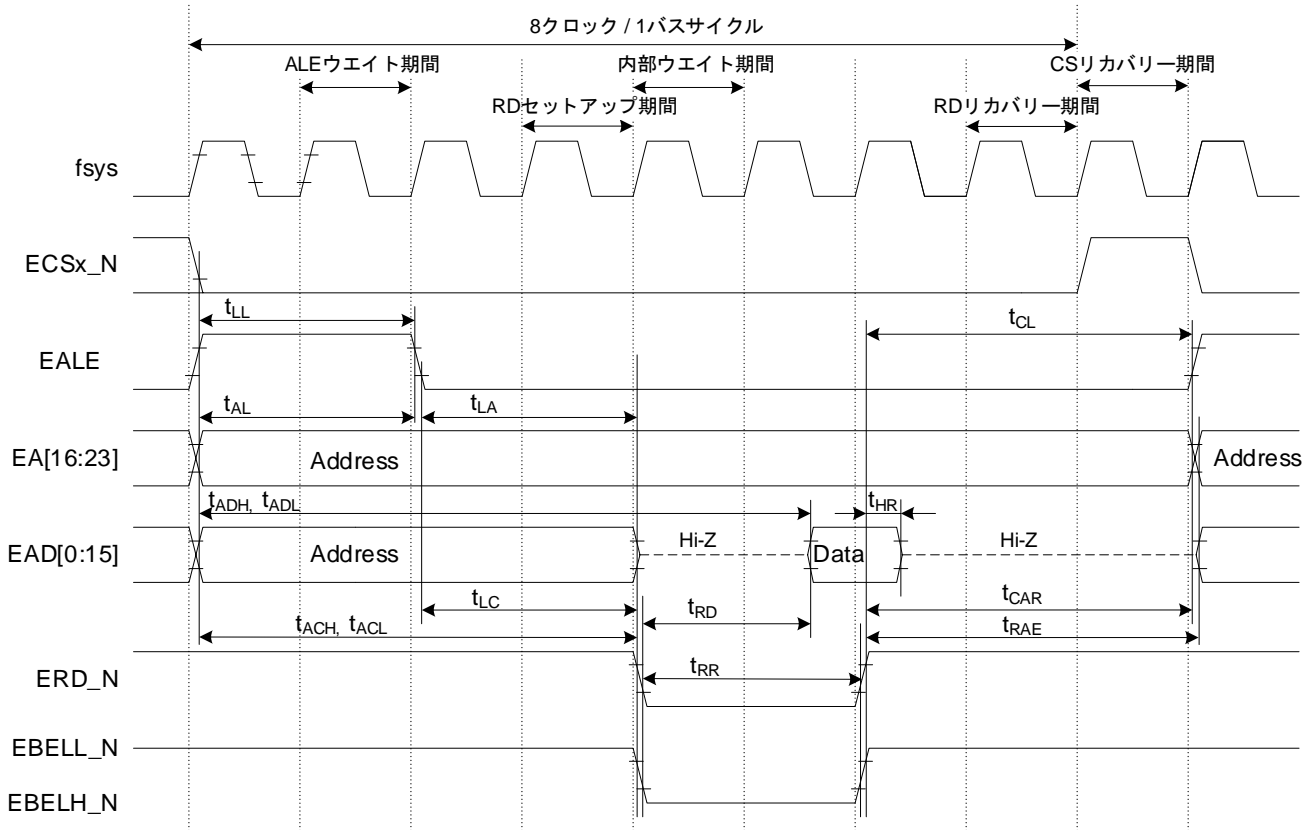 8クロック / 1バスサイクル
ALEウエイト期間
内部ウエイト期間
CSリカバリー期間
RDセットアップ期間
RDリカバリー期間
fsys
ECSx_N
tLL
tCL
EALE
tAL
tLA
EA[16:23]
Address
Address
tADH, tADL
tHR
EAD[0:15]
Address
Hi-Z
Data
Hi-Z
tLC
tRD
tCAR
tACH, tACL
tRAE
ERD_N
tRR
EBELL_N
EBELH_N